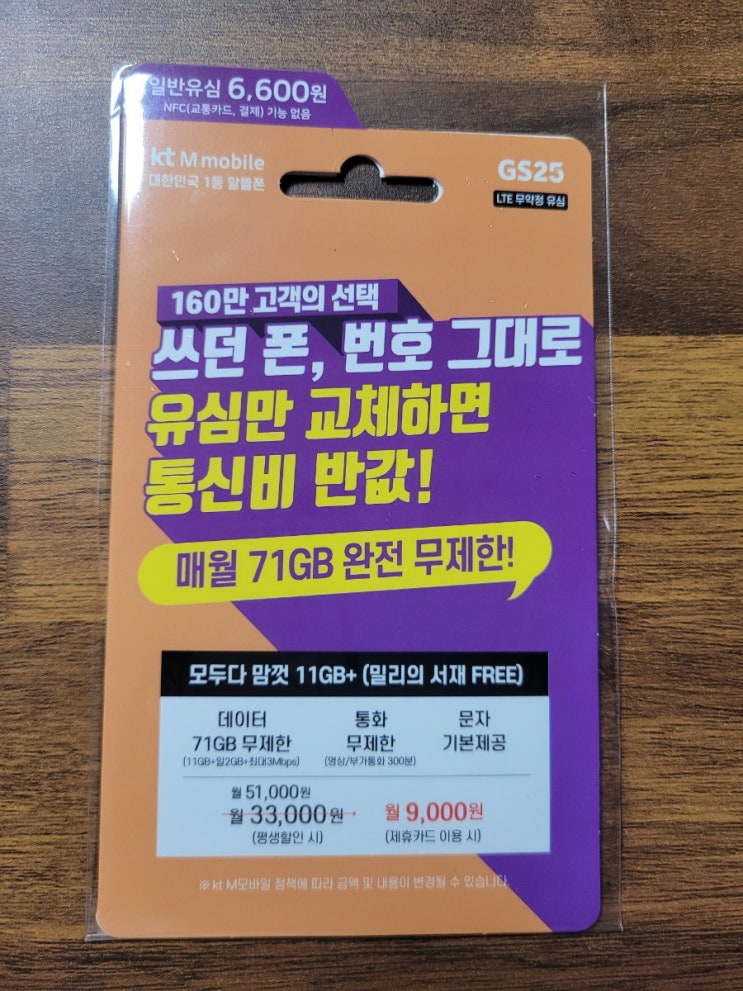 일반유심 6,600원
NFC(교통카드, 결제) 기능 없음
kt M mobile
대한민국 1등 알뜰폰
GS25
LTE 무약정 유심
160만 고객의 선택
쓰던 폰, 번호 그대로
유심만 교체하면
통신비 반값!
매월 71GB 완전 무제한!
모두다 맘껏 11GB+ (밀리의 서재 FREE)
데이터
71GB 무제한
(11GB+일2GB+최대3Mbps)
통화
무제한
(영상/부가통화 300분)
문자
기본제공
월 51,000원
월 33,000원
(평생할인 시)
월 9,000원
(제휴카드 이용 시)
※ kt M모바일 정책에 따라 금액 및 내용이 변경될 수 있습니다.